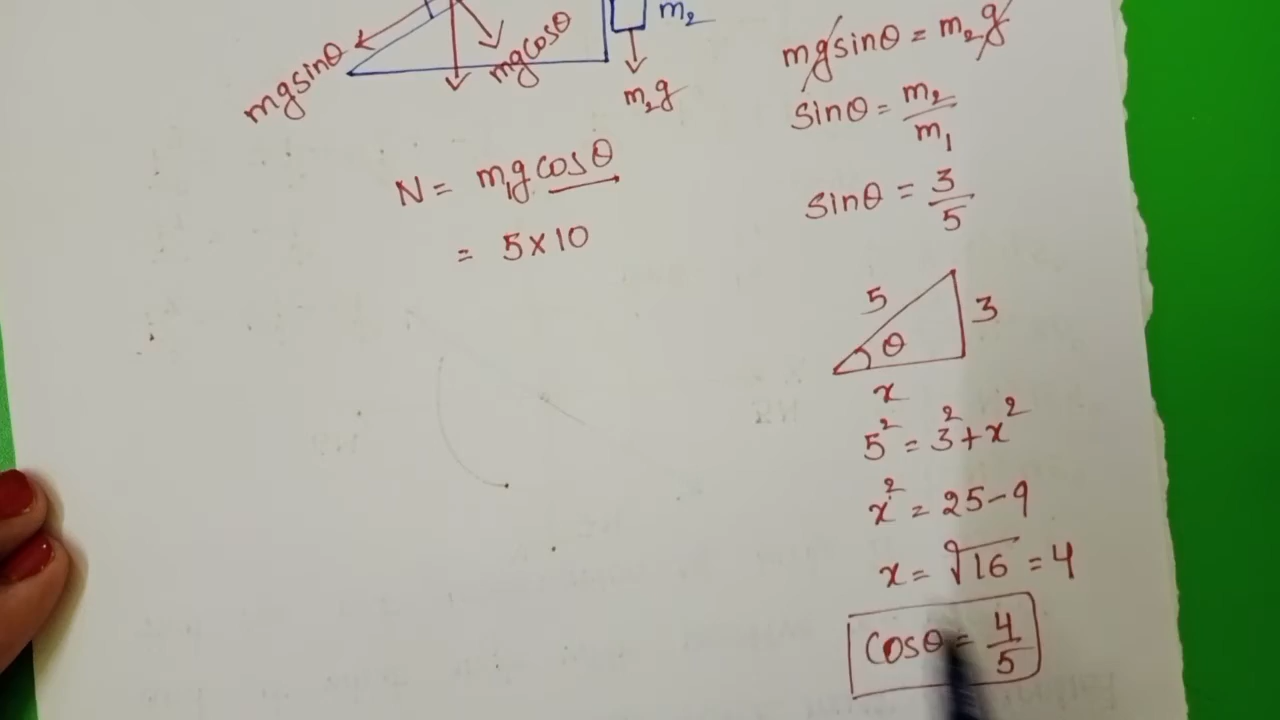 m₂
mgsinθ
mgcosθ
m₂g
N = m₁g cosθ
= 5×10
mgsinθ = m₂g
sinθ = m₂/m₁
sinθ = 3/5
5
3
θ
x
5² = 3² + x²
x² = 25-9
x = √16 = 4
Cosθ = 4/5